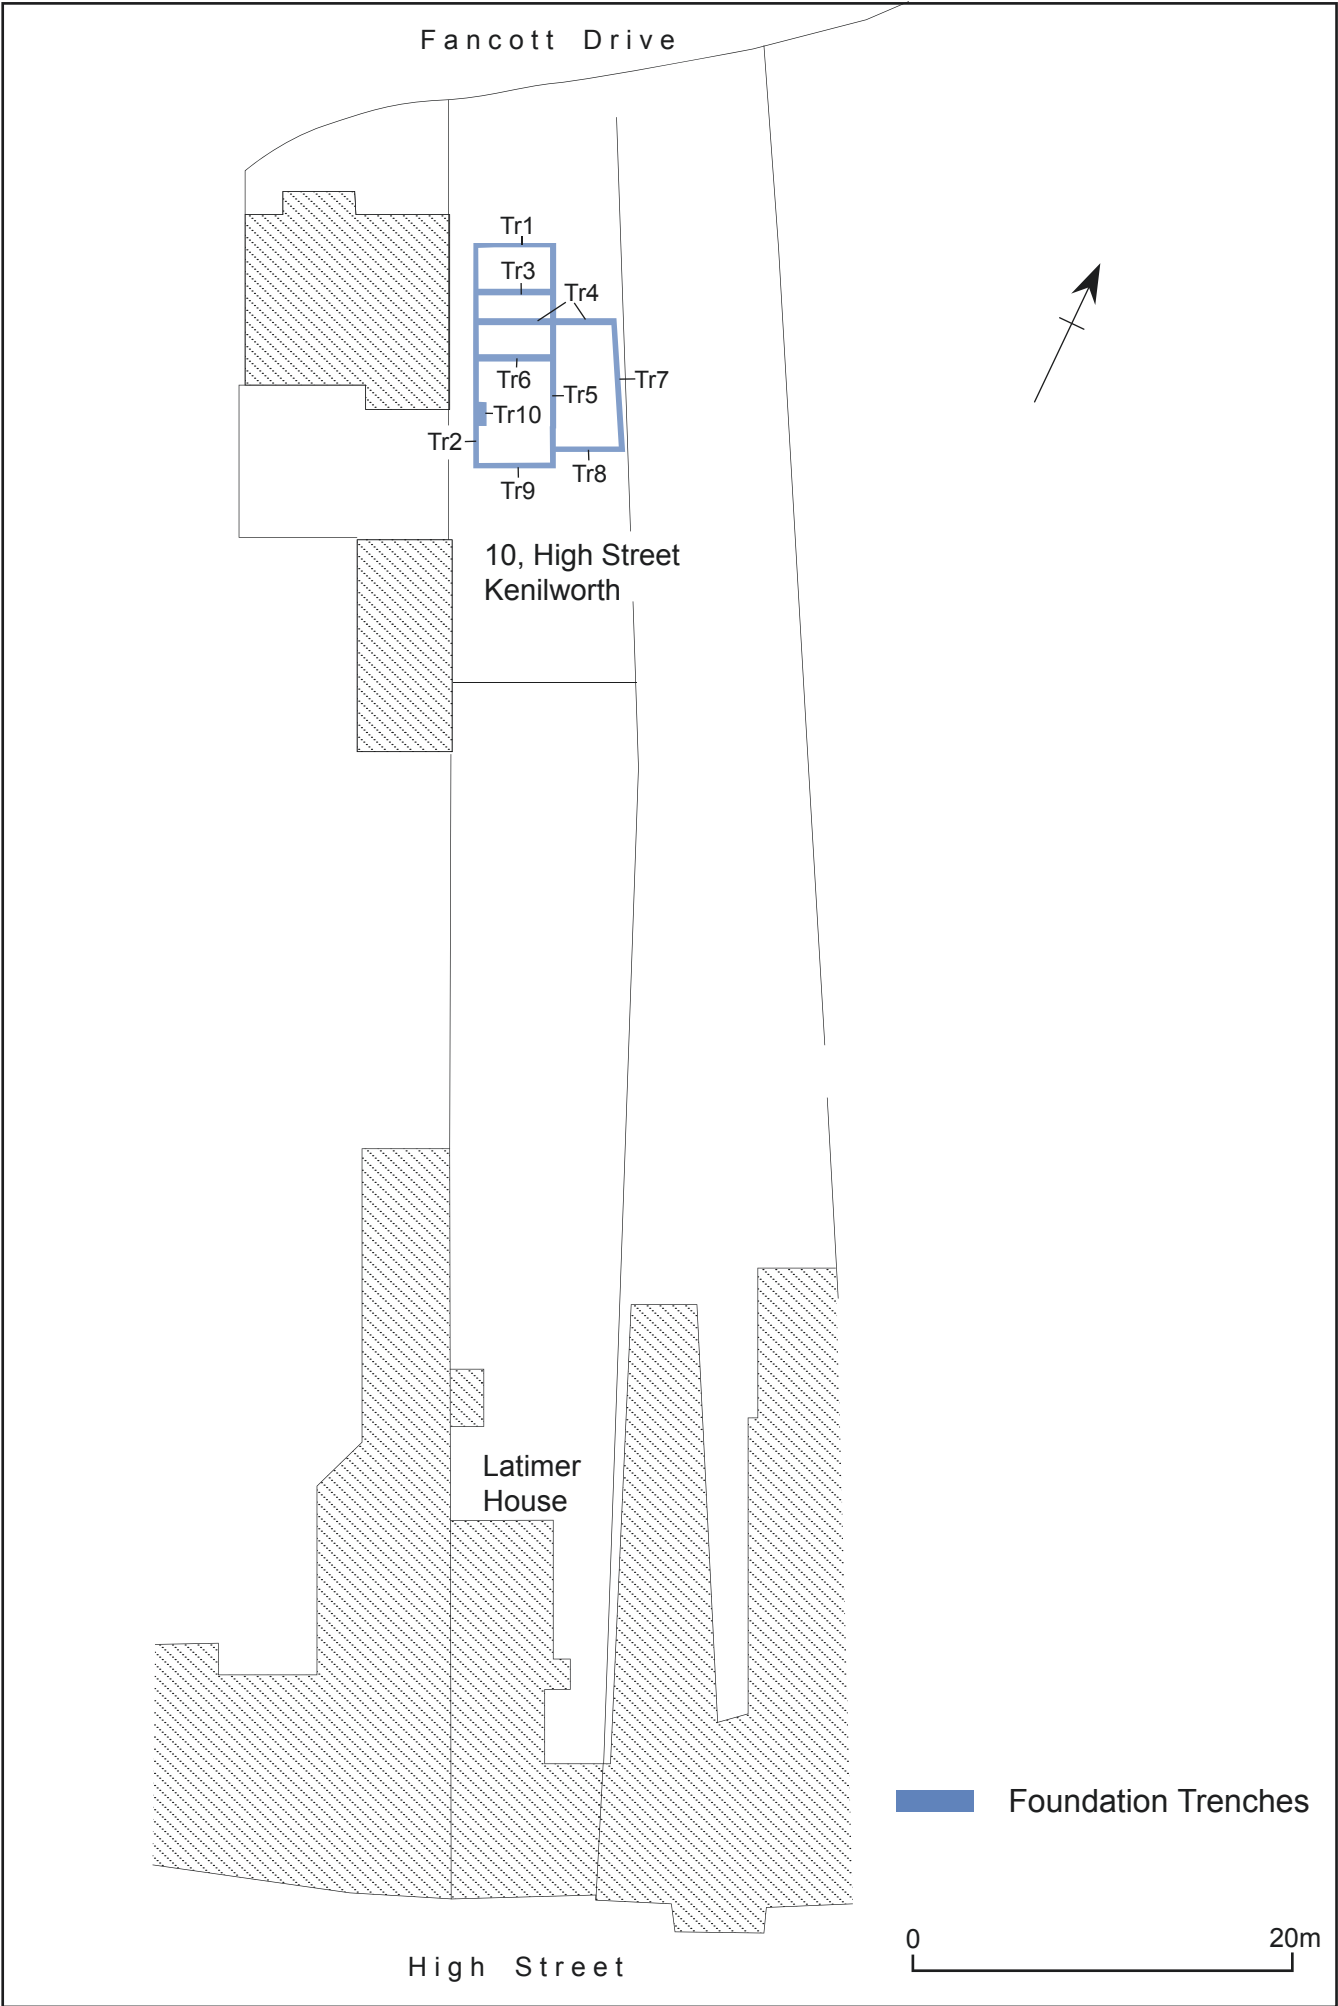 Fancott Drive
Tr1
Tr3
Tr4
Tr6
Tr7
Tr5
Tr10
Tr2
Tr8
Tr9
10, High Street
Kenilworth
Latimer
House
Foundation Trenches
0
20m
High Street